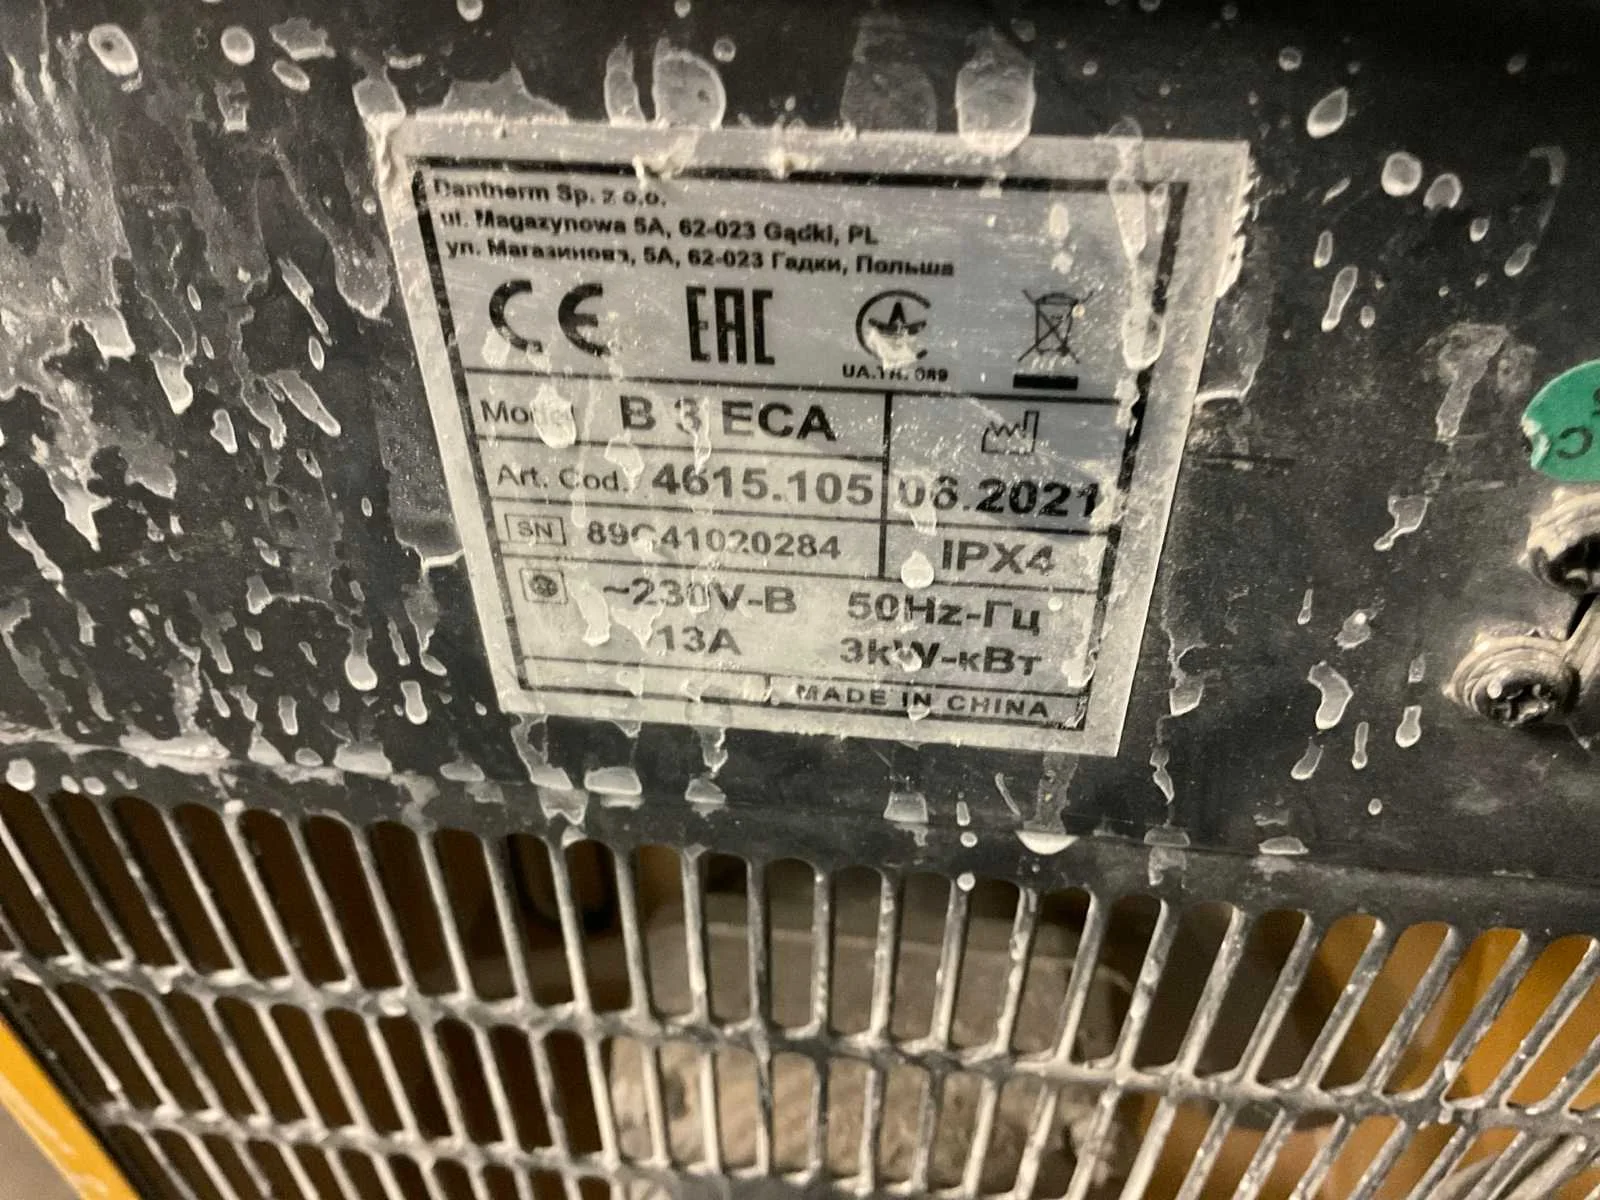 Dantherm Sp. z o.o.
ul. Magazynowa 5A, 62-023 Gądki, PL
ул. Магазинова, 5A, 62-023 Гадки, Польша
CE EAC
UA.TR. 089
Model B 3 ECA
Art. Cod. 4615.105 06.2021
SN 89G41020284 IPX4
~230V-B 50Hz-Гц
13A 3kW-кВт
MADE IN CHINA